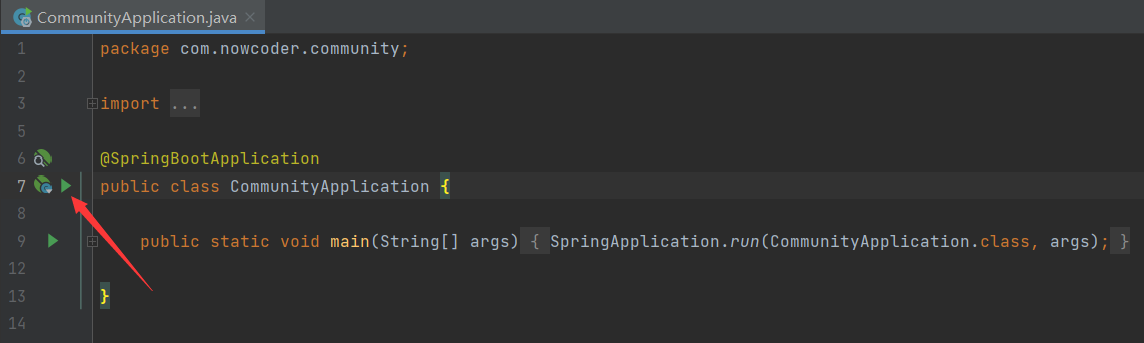 CommunityApplication.java
1 package com.nowcoder.community;
2
3 import ...
5
6 @SpringBootApplication
7 public class CommunityApplication {
8
9 public static void main(String[] args) { SpringApplication.run(CommunityApplication.class, args); }
12
13 }
14